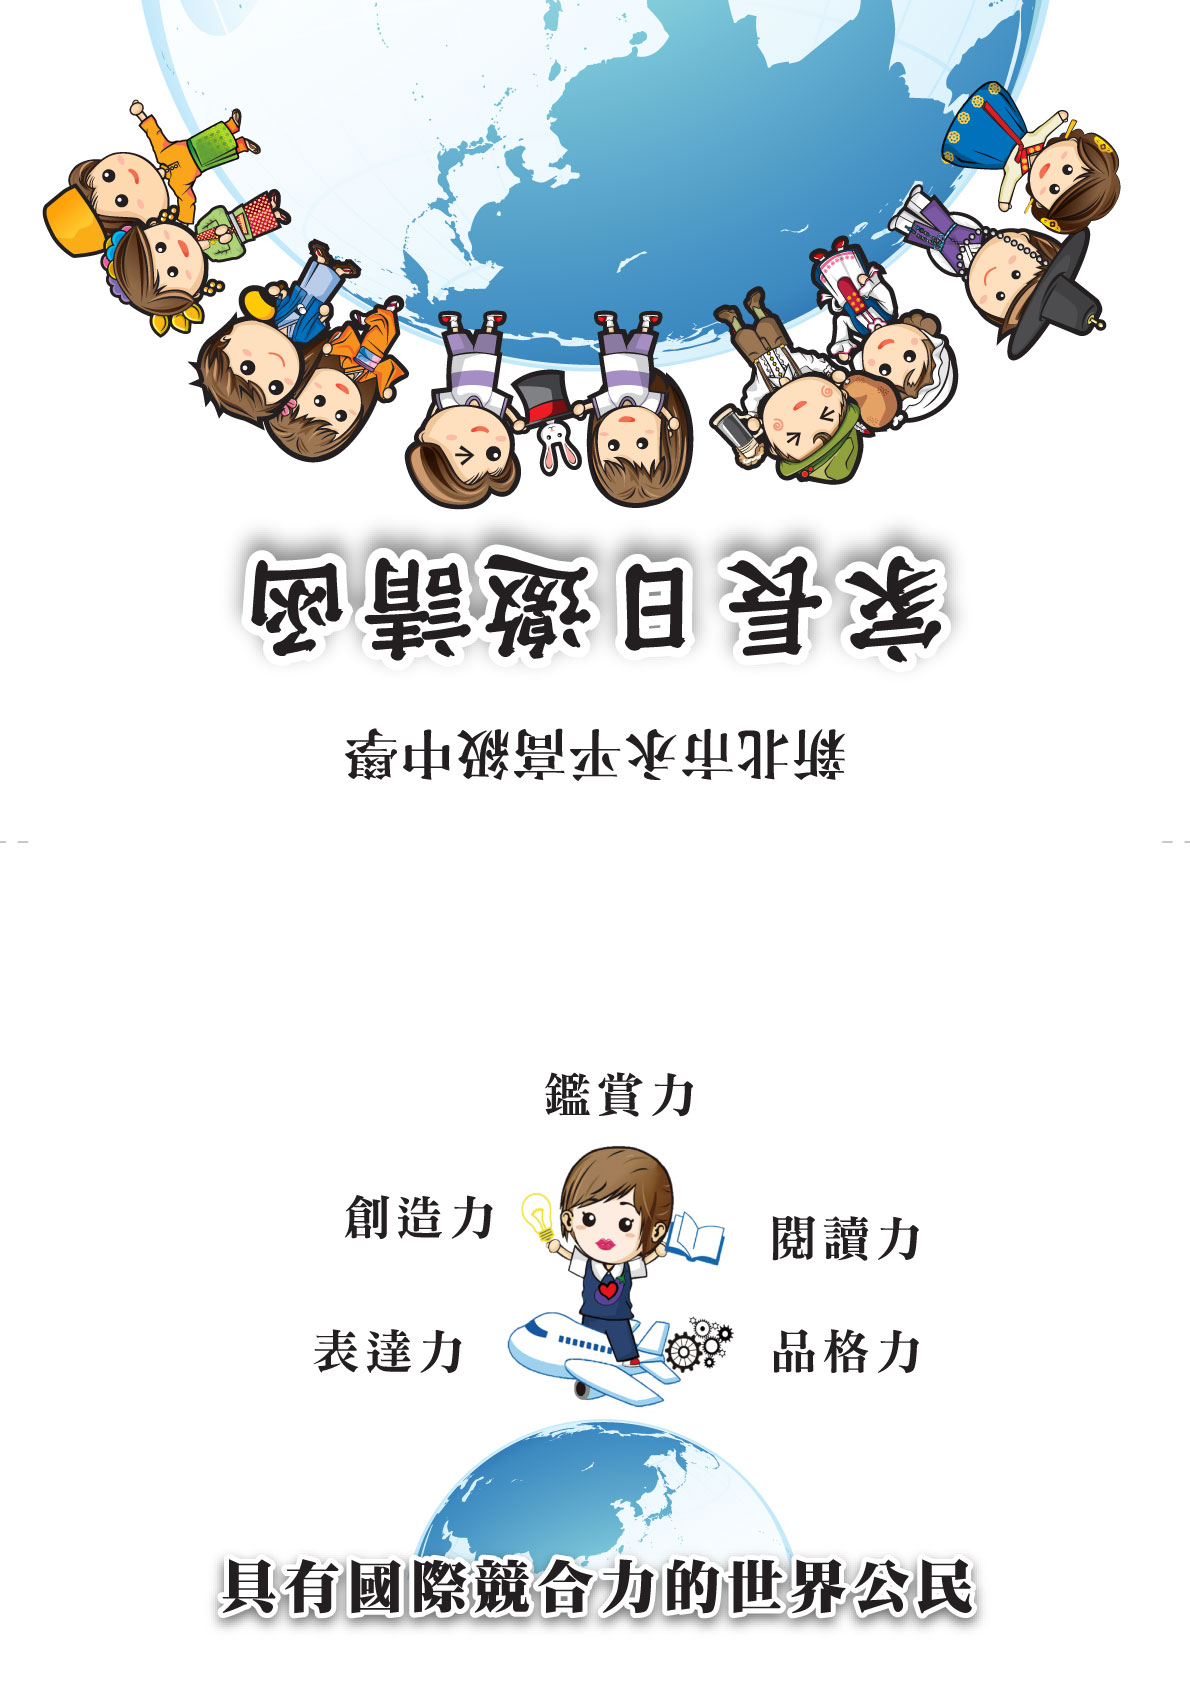 家長日邀請函
新北市永平高級中學
鑑賞力
創造力
閱讀力
表達力
品格力
具有國際競合力的世界公民